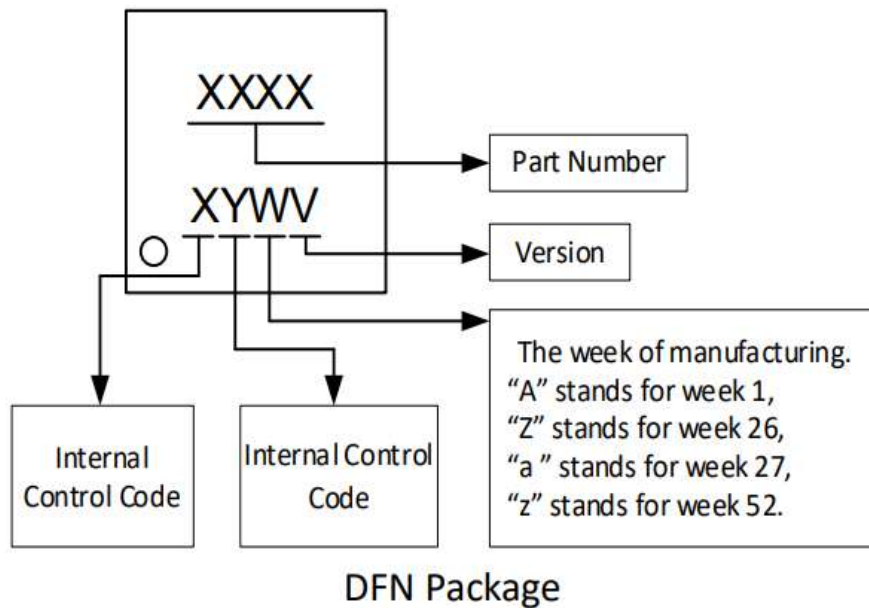 XXXX
Part Number
XYWV
Version
The week of manufacturing.
“A” stands for week 1,
“Z” stands for week 26,
“a ” stands for week 27,
“z” stands for week 52.
Internal
Control Code
Internal Control
Code
DFN Package